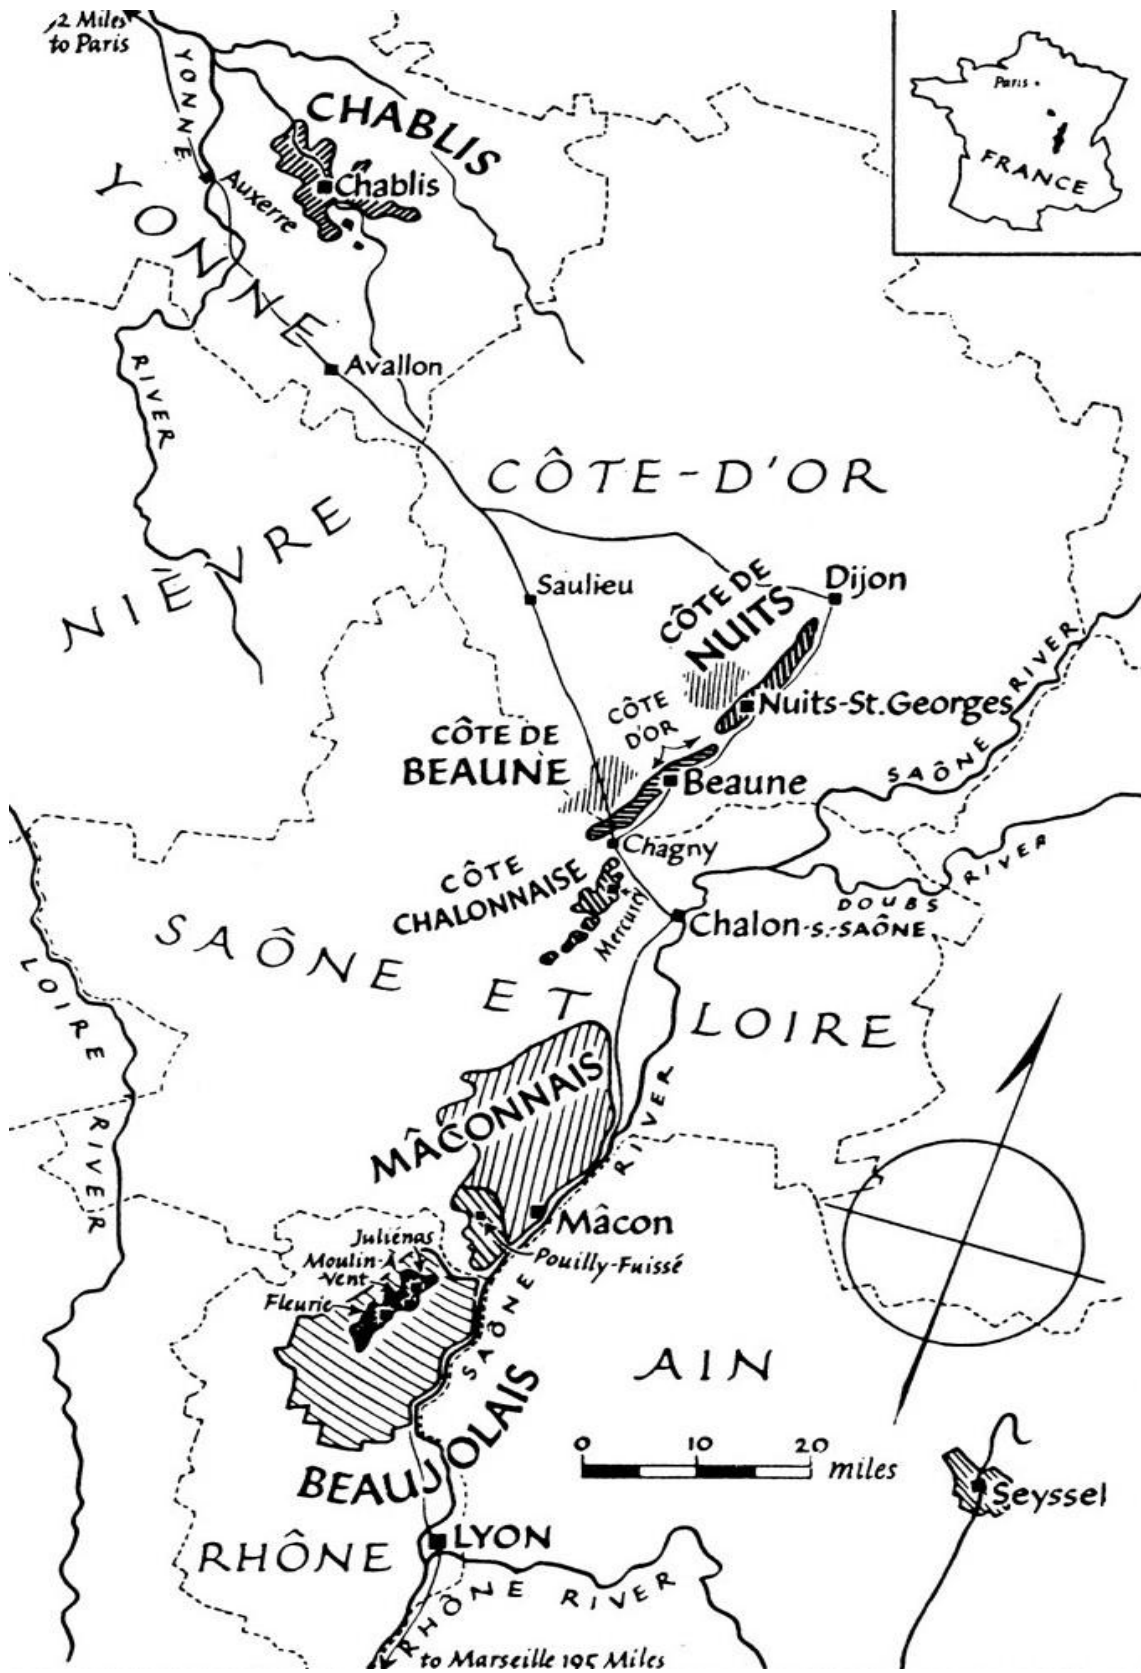 2 Miles
to Paris
YONNE
CHABLIS
Chablis
Auxerre
YONNE
Paris
FRANCE
Avallon
RIVER
CÔTE-D'OR
NIÈVRE
Saulieu
Dijon
CÔTE DE
NUITS
Nuits-St.Georges
RIVER
SAÔNE
CÔTE
D'OR
CÔTE DE
BEAUNE
Beaune
Chagny
CÔTE
CHALONNAISE
Mercurey
RIVER
DOUBS
Chalon-s.-SAÔNE
SAÔNE ET LOIRE
LOIRE RIVER
RIVER
MÂCONNAIS
Mâcon
Pouilly-Fuissé
Juliénas
Moulin-À-
Vent
Fleurie
SAÔNE
AIN
BEAUJOLAIS
0 10 20
miles
Seyssel
LYON
RHÔNE
RHÔNE RIVER
to Marseille 195 Miles